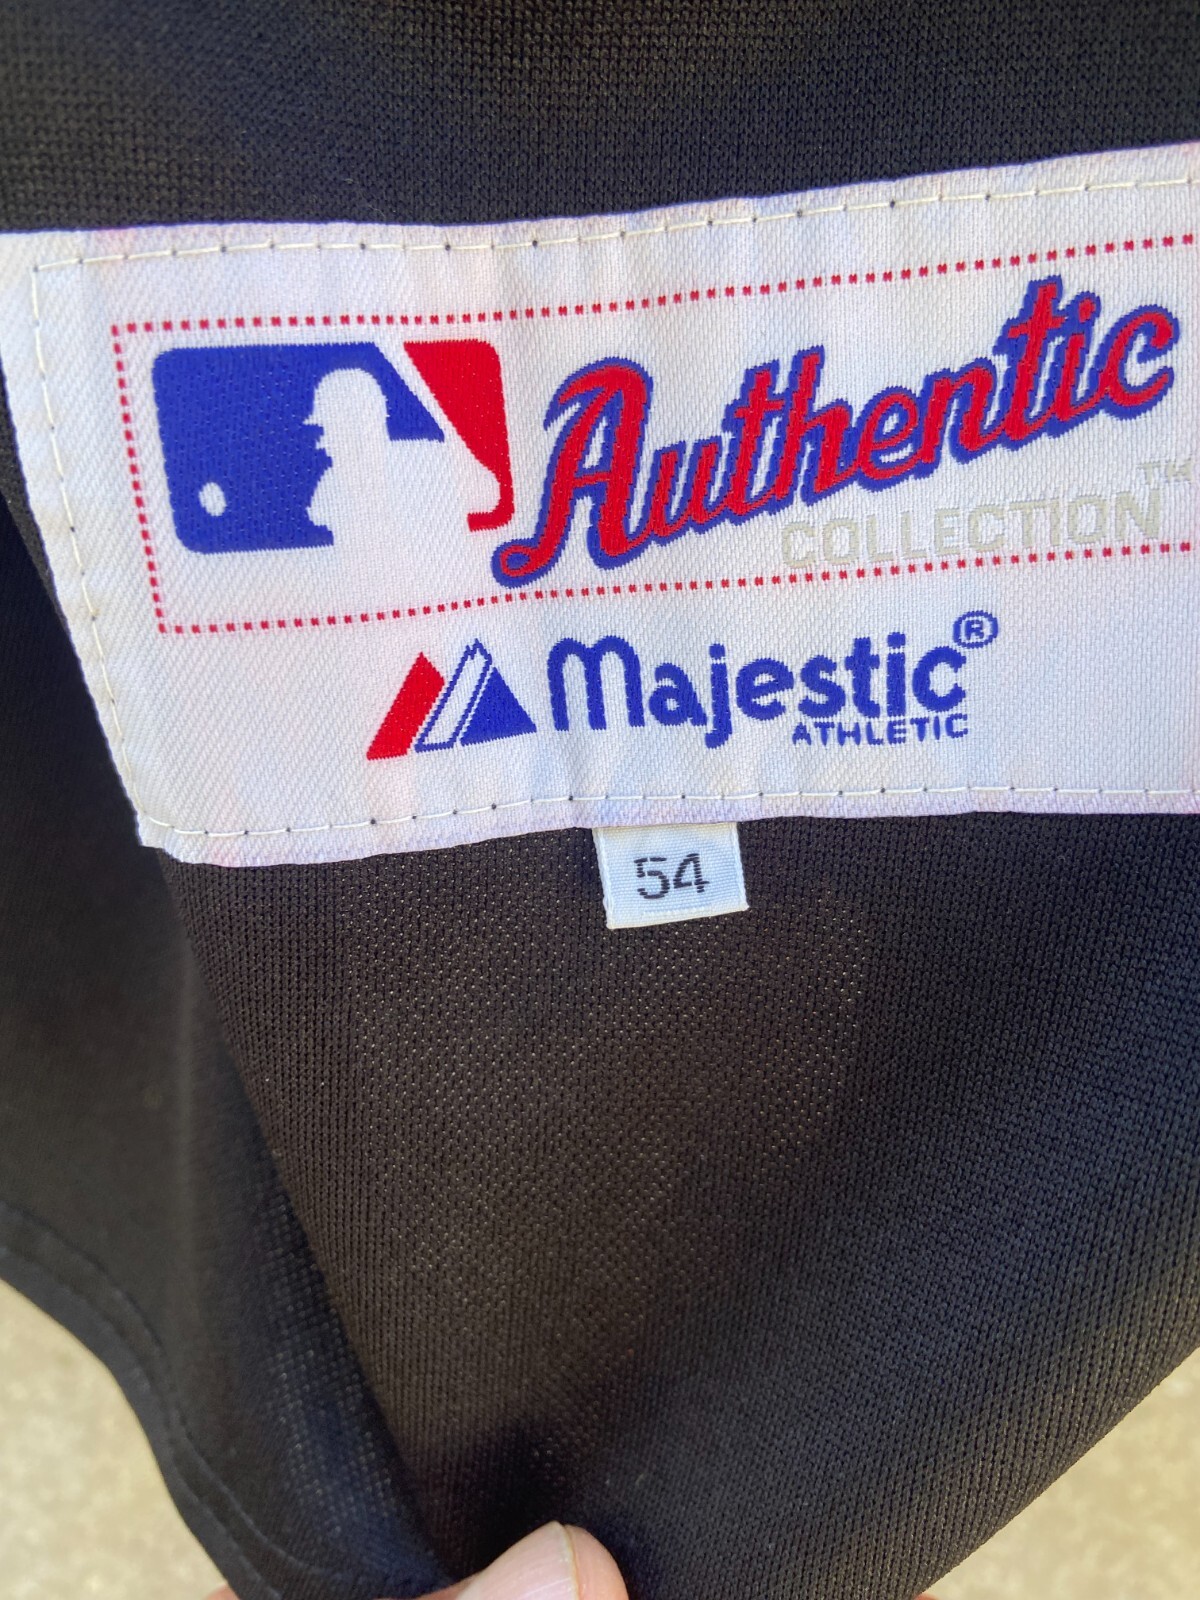 Authentic
COLLECTION™
Majestic®
ATHLETIC
54